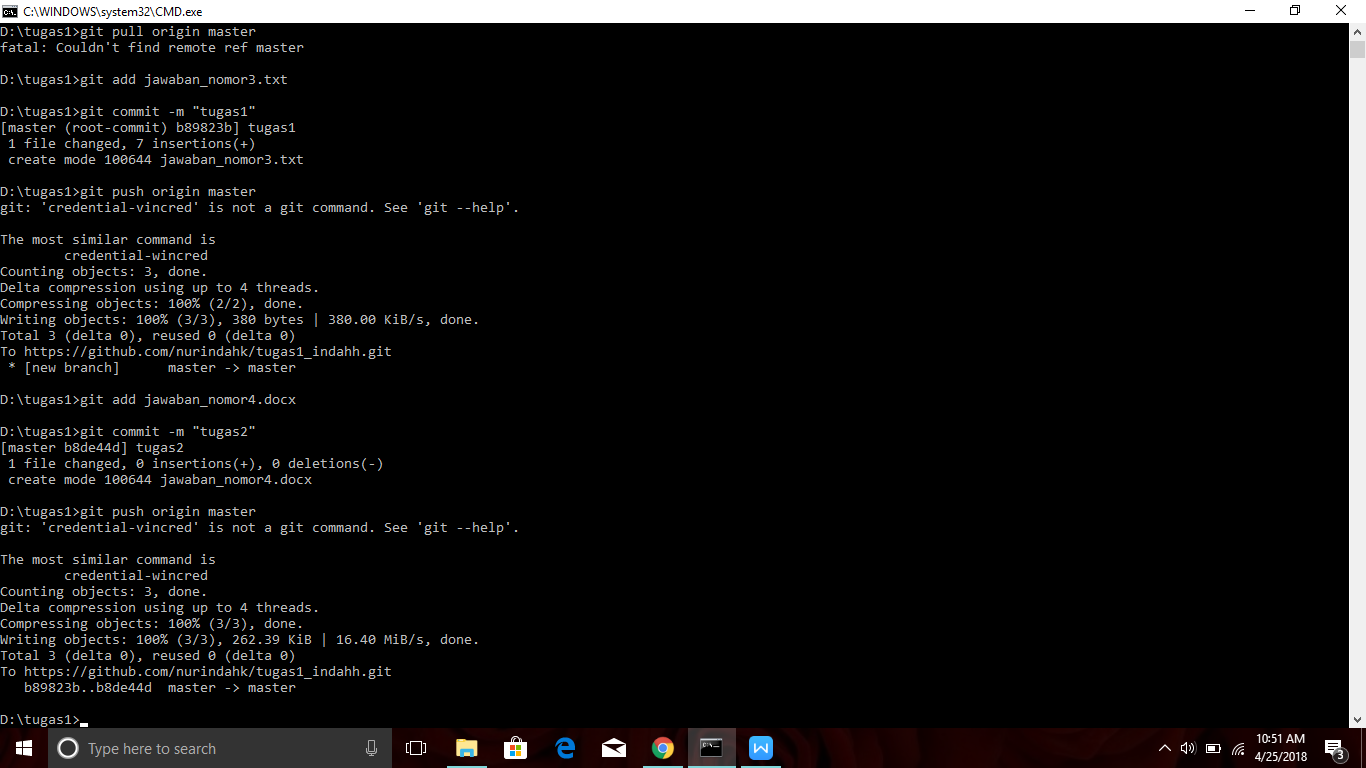 C:\WINDOWS\system32\CMD.exe
D:\tugas1>git pull origin master
fatal: Couldn't find remote ref master
D:\tugas1>git add jawaban_nomor3.txt
D:\tugas1>git commit -m "tugas1"
[master (root-commit) b89823b] tugas1
 1 file changed, 7 insertions(+)
 create mode 100644 jawaban_nomor3.txt
D:\tugas1>git push origin master
git: 'credential-vincred' is not a git command. See 'git --help'.
The most similar command is
        credential-wincred
Counting objects: 3, done.
Delta compression using up to 4 threads.
Compressing objects: 100% (2/2), done.
Writing objects: 100% (3/3), 380 bytes | 380.00 KiB/s, done.
Total 3 (delta 0), reused 0 (delta 0)
To https://github.com/nurindahk/tugas1_indahh.git
 * [new branch]      master -> master
D:\tugas1>git add jawaban_nomor4.docx
D:\tugas1>git commit -m "tugas2"
[master b8de44d] tugas2
 1 file changed, 0 insertions(+), 0 deletions(-)
 create mode 100644 jawaban_nomor4.docx
D:\tugas1>git push origin master
git: 'credential-vincred' is not a git command. See 'git --help'.
The most similar command is
        credential-wincred
Counting objects: 3, done.
Delta compression using up to 4 threads.
Compressing objects: 100% (3/3), done.
Writing objects: 100% (3/3), 262.39 KiB | 16.40 MiB/s, done.
Total 3 (delta 0), reused 0 (delta 0)
To https://github.com/nurindahk/tugas1_indahh.git
   b89823b..b8de44d  master -> master
D:\tugas1>
Type here to search
10:51 AM
4/25/2018
3